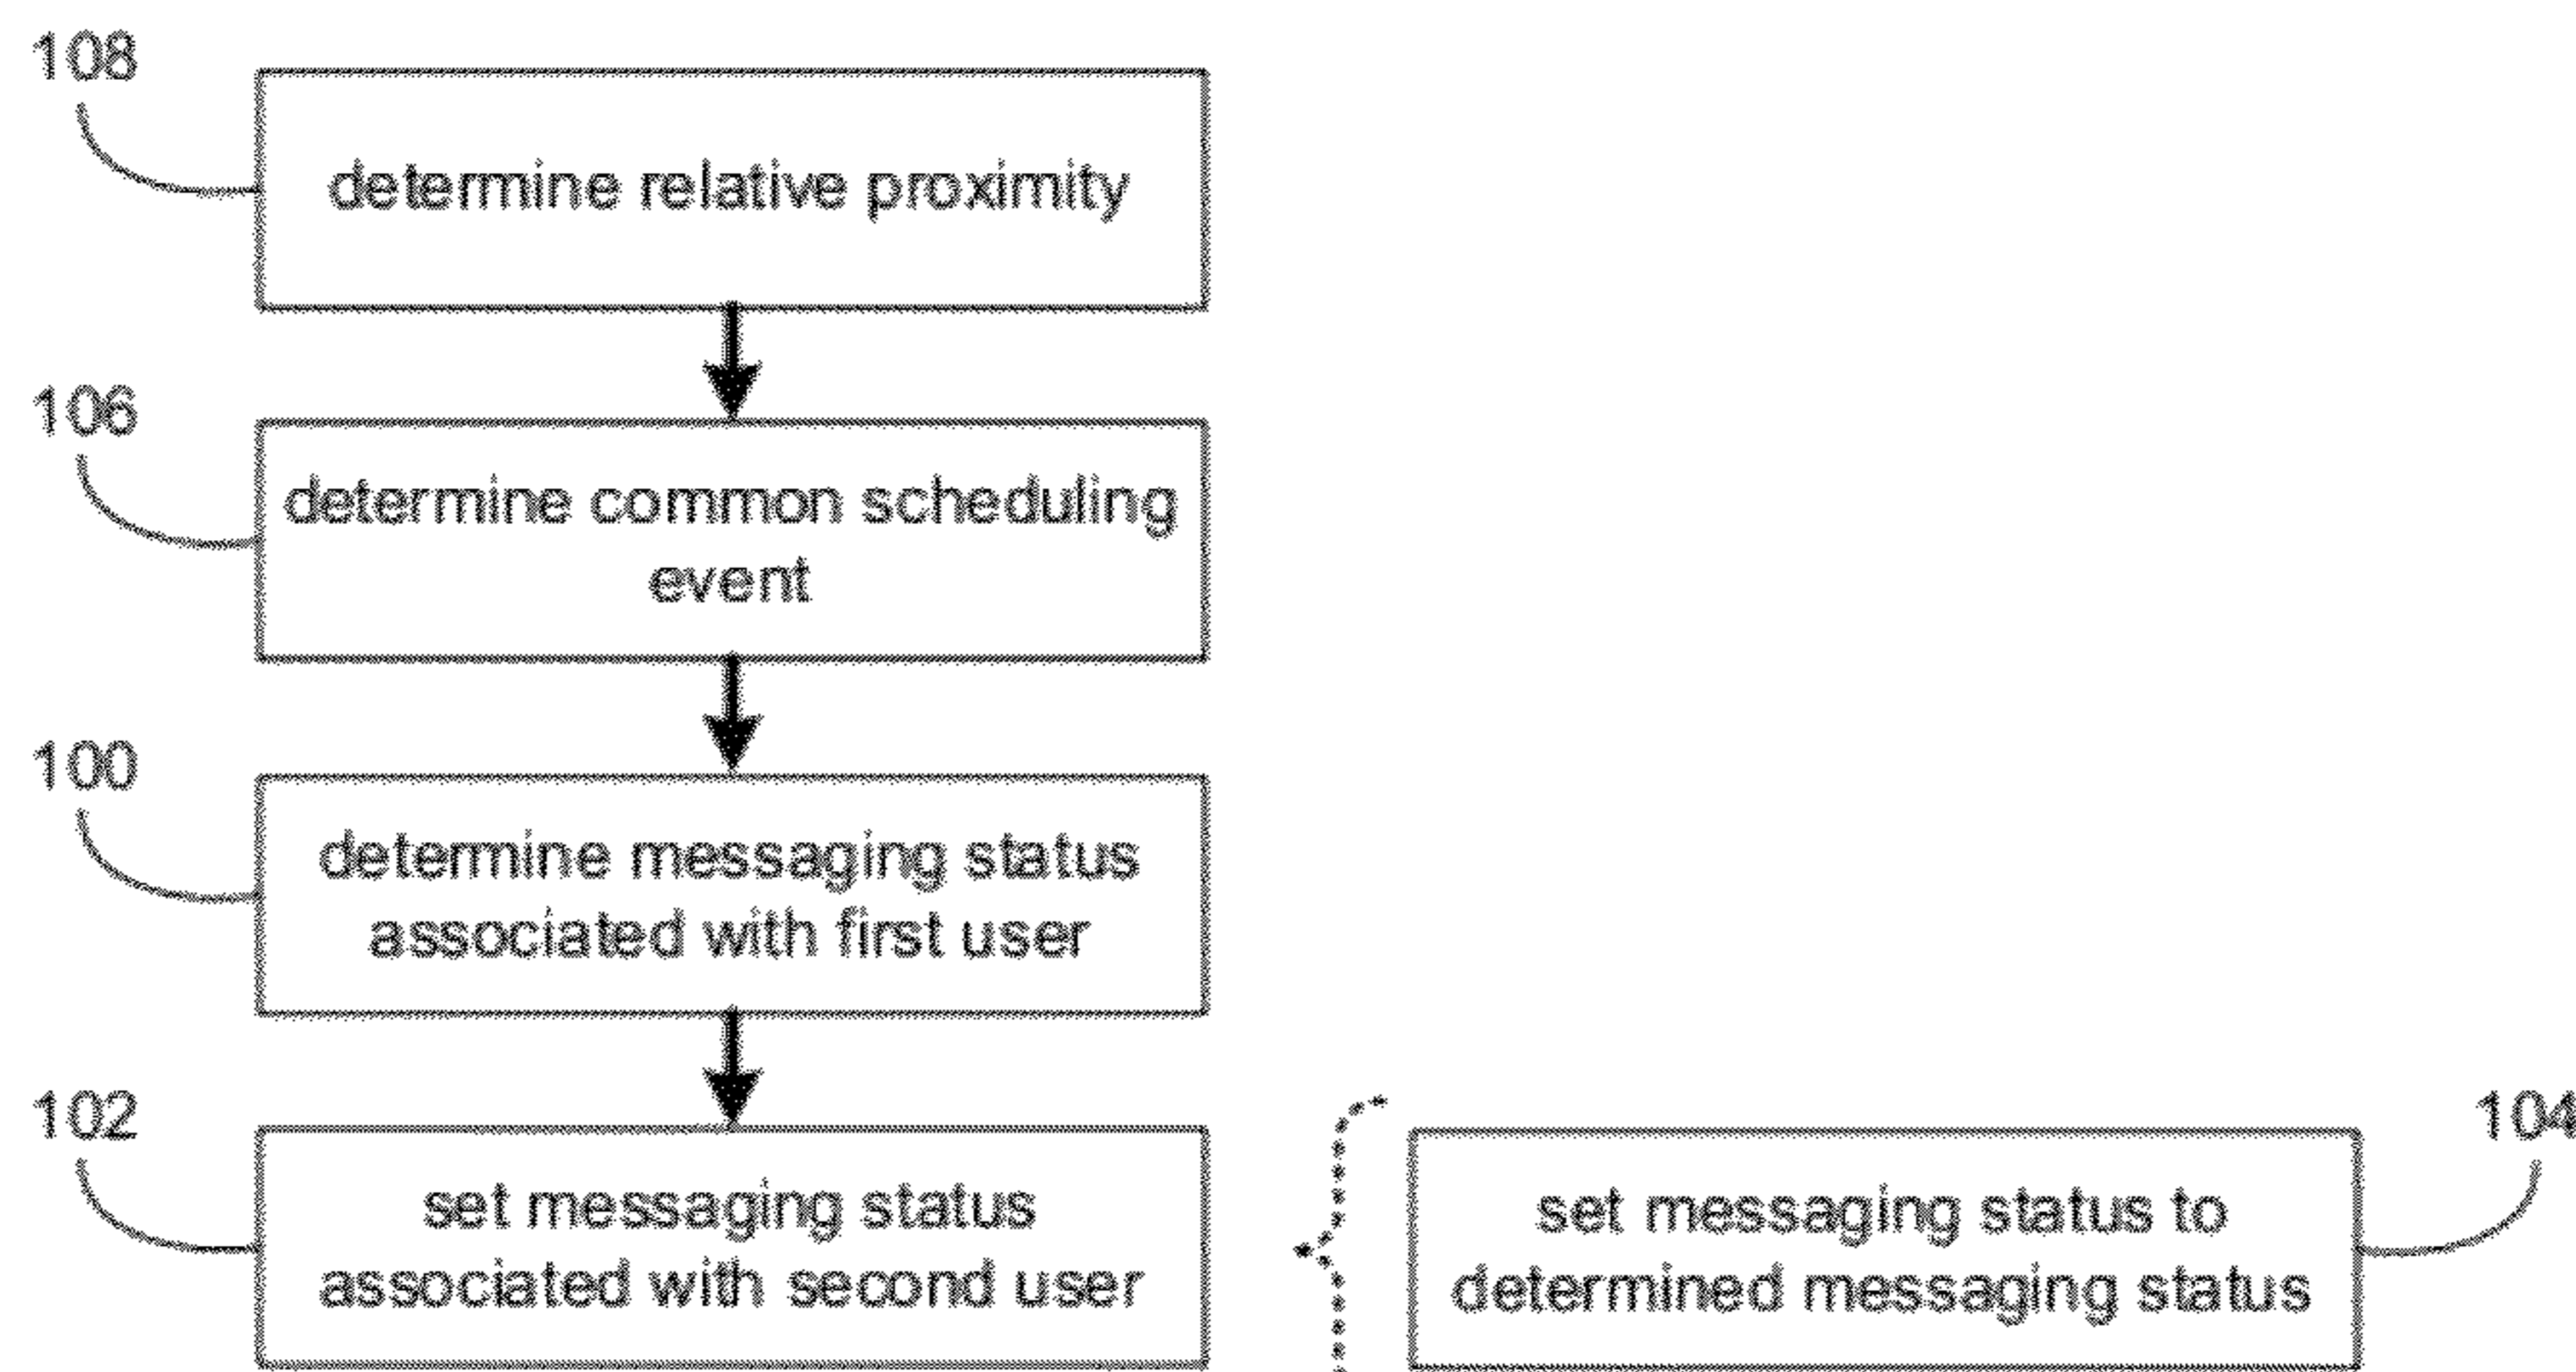 108
determine relative proximity
106
determine common scheduling
event
100
determine messaging status
associated with first user
102
set messaging status
associated with second user
104
set messaging status to
determined messaging status